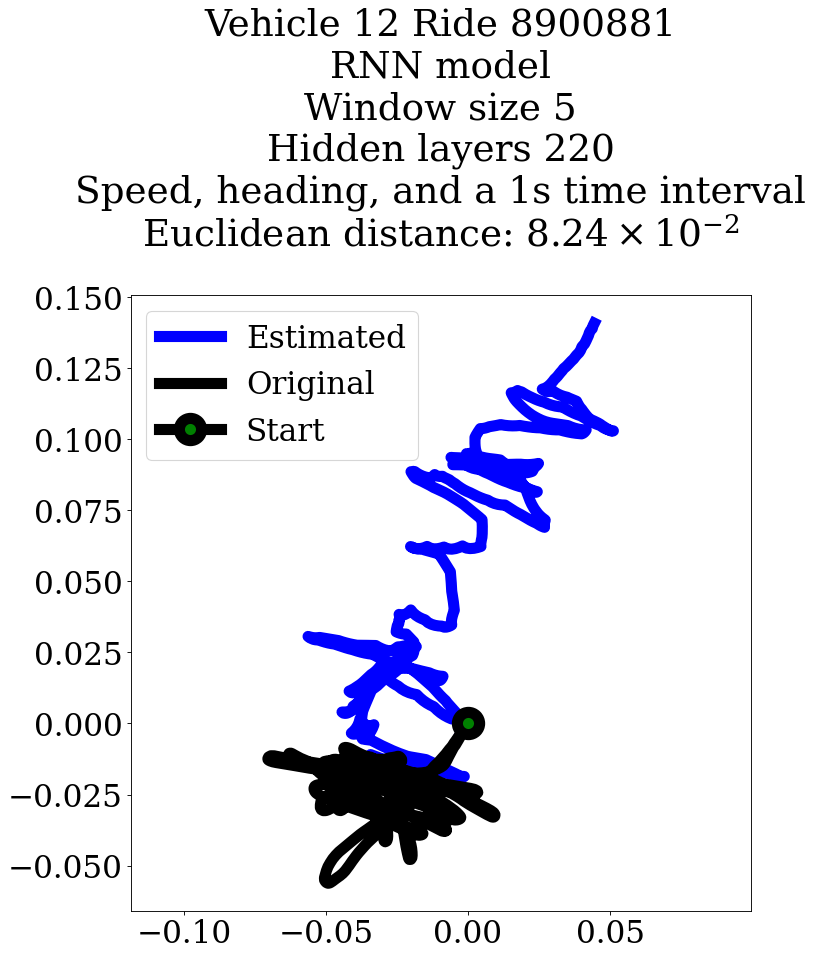 Vehicle 12 Ride 8900881
RNN model
Window size 5
Hidden layers 220
Speed, heading, and a 1s time interval
Euclidean distance: 8.24 × 10⁻²
0.150
Estimated
0.125
Original
0.100
Start
0.075
0.050
0.025
0.000
−0.025
−0.050
−0.10 −0.05 0.00 0.05